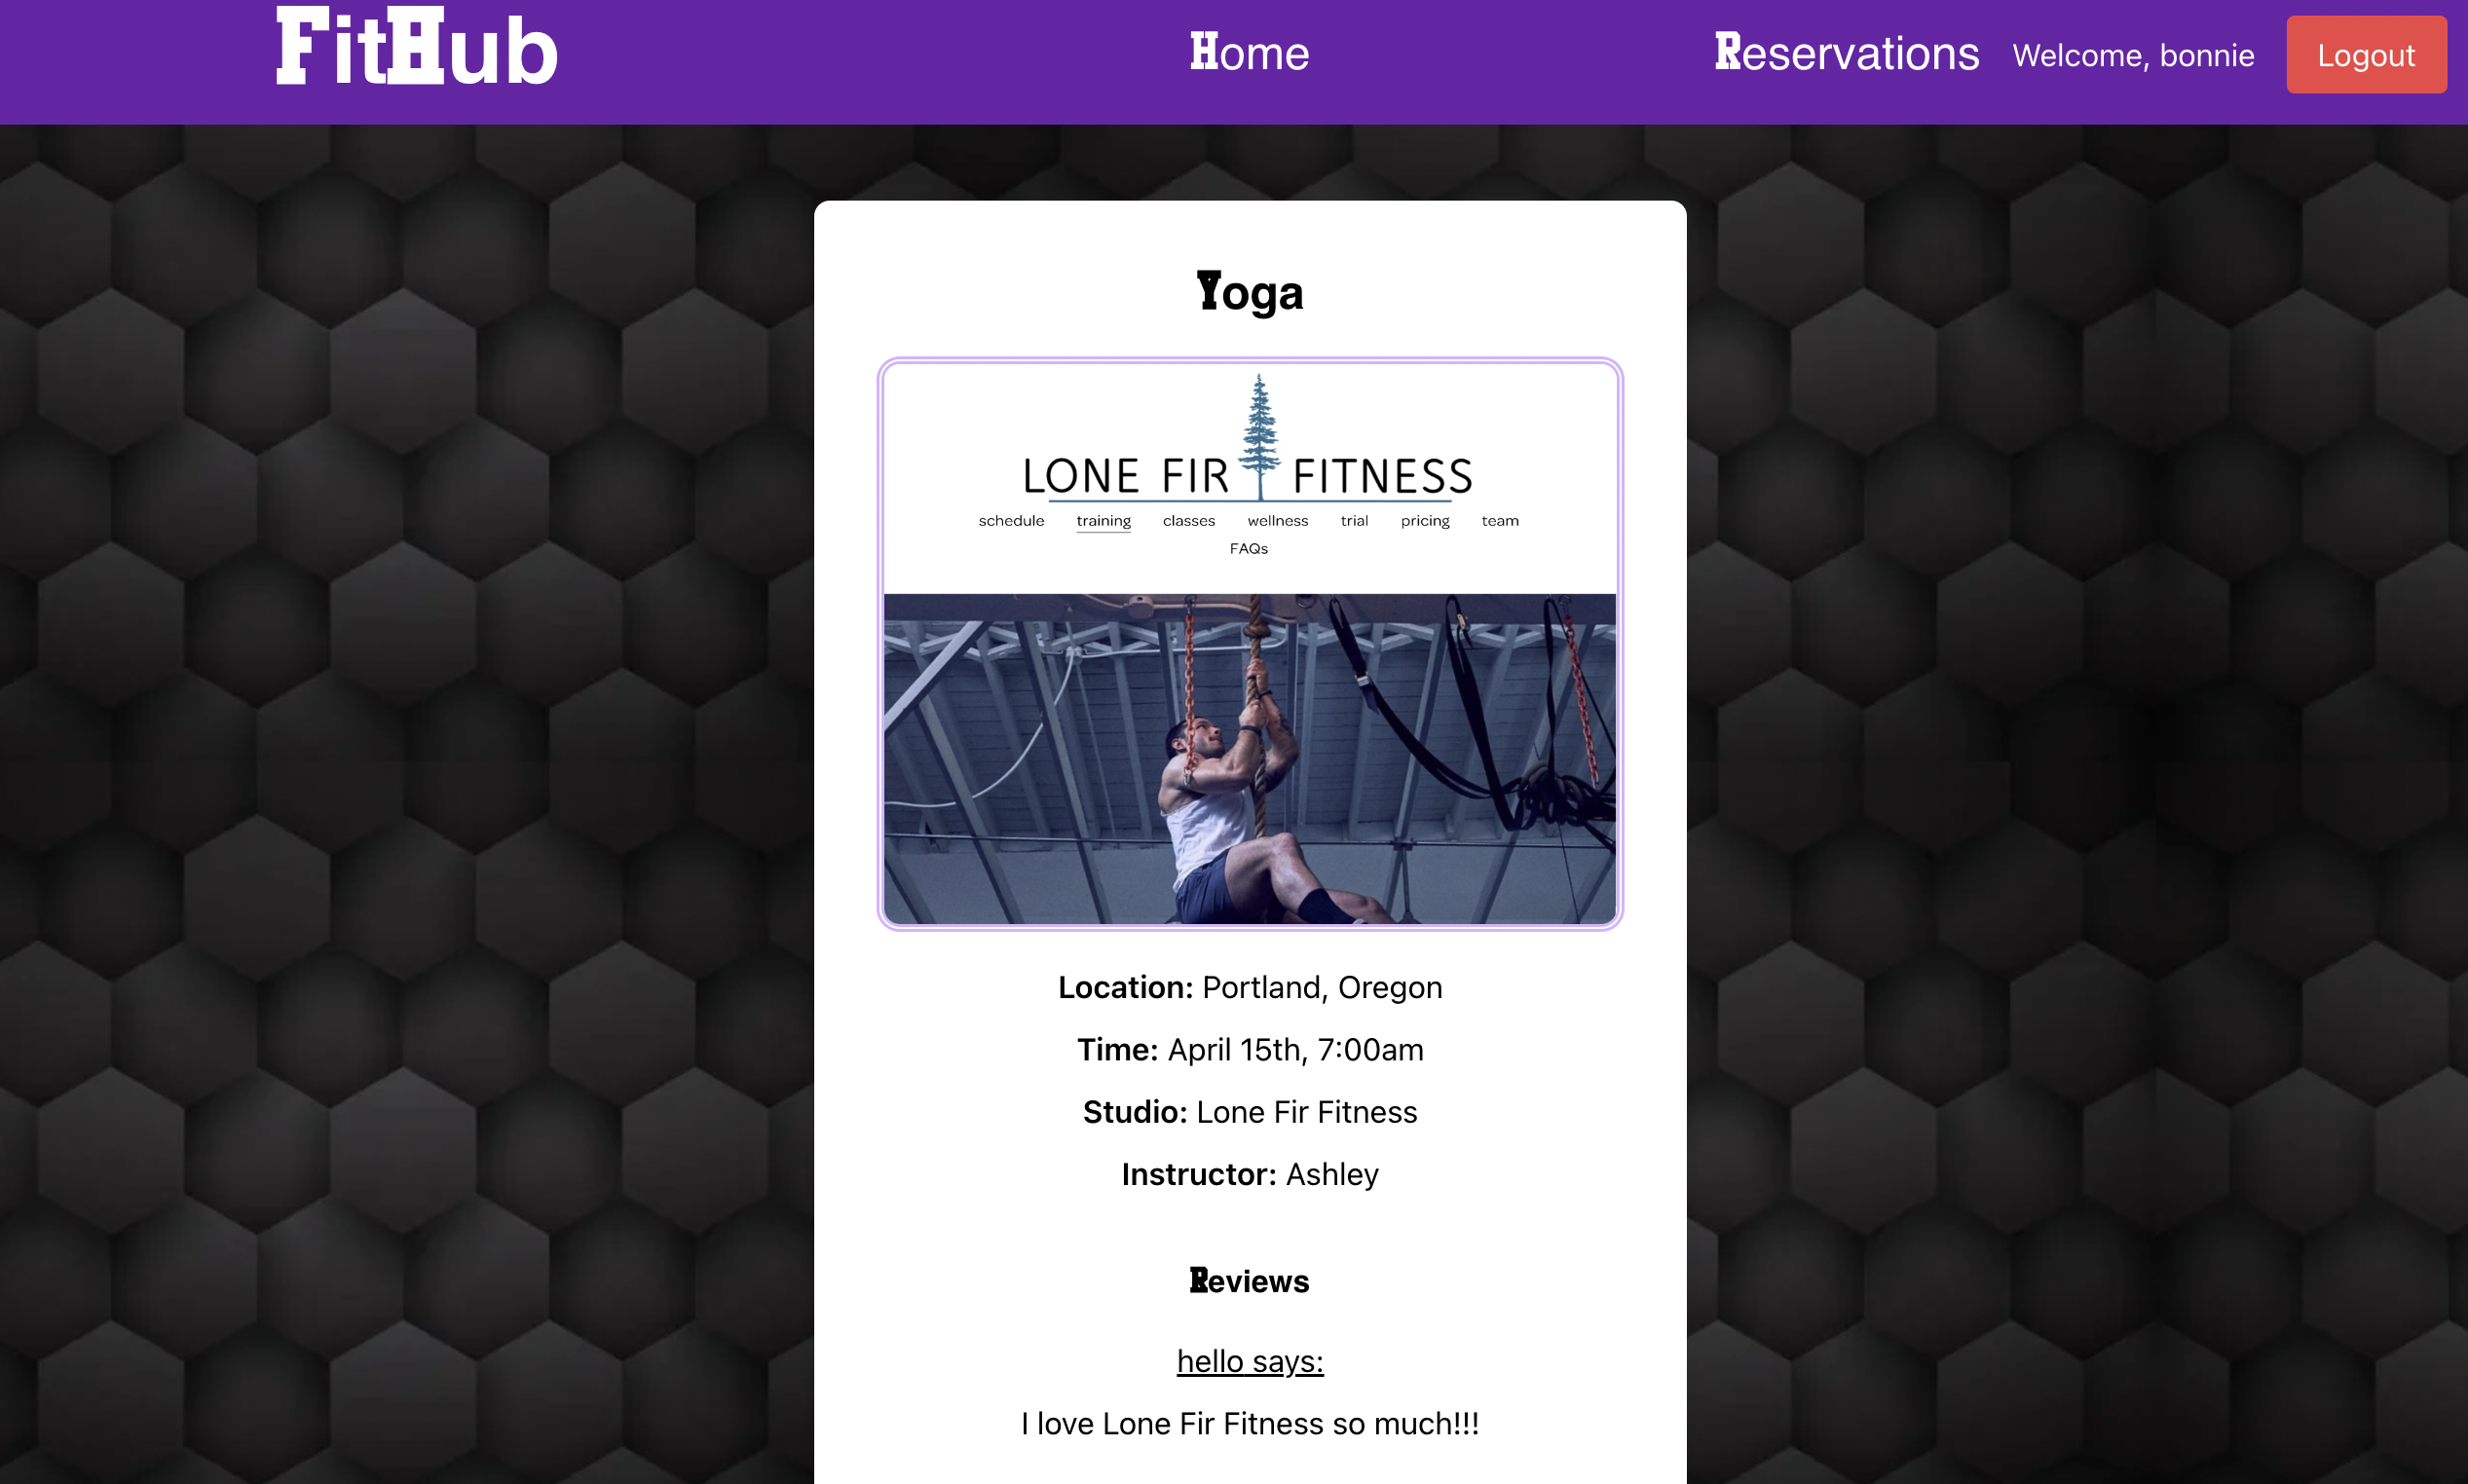 FitHub
Home
Reservations
Welcome, bonnie
Logout
Yoga
LONE FIR FITNESS
schedule training classes wellness trial pricing team
FAQs
Location: Portland, Oregon
Time: April 15th, 7:00am
Studio: Lone Fir Fitness
Instructor: Ashley
Reviews
hello says:
I love Lone Fir Fitness so much!!!